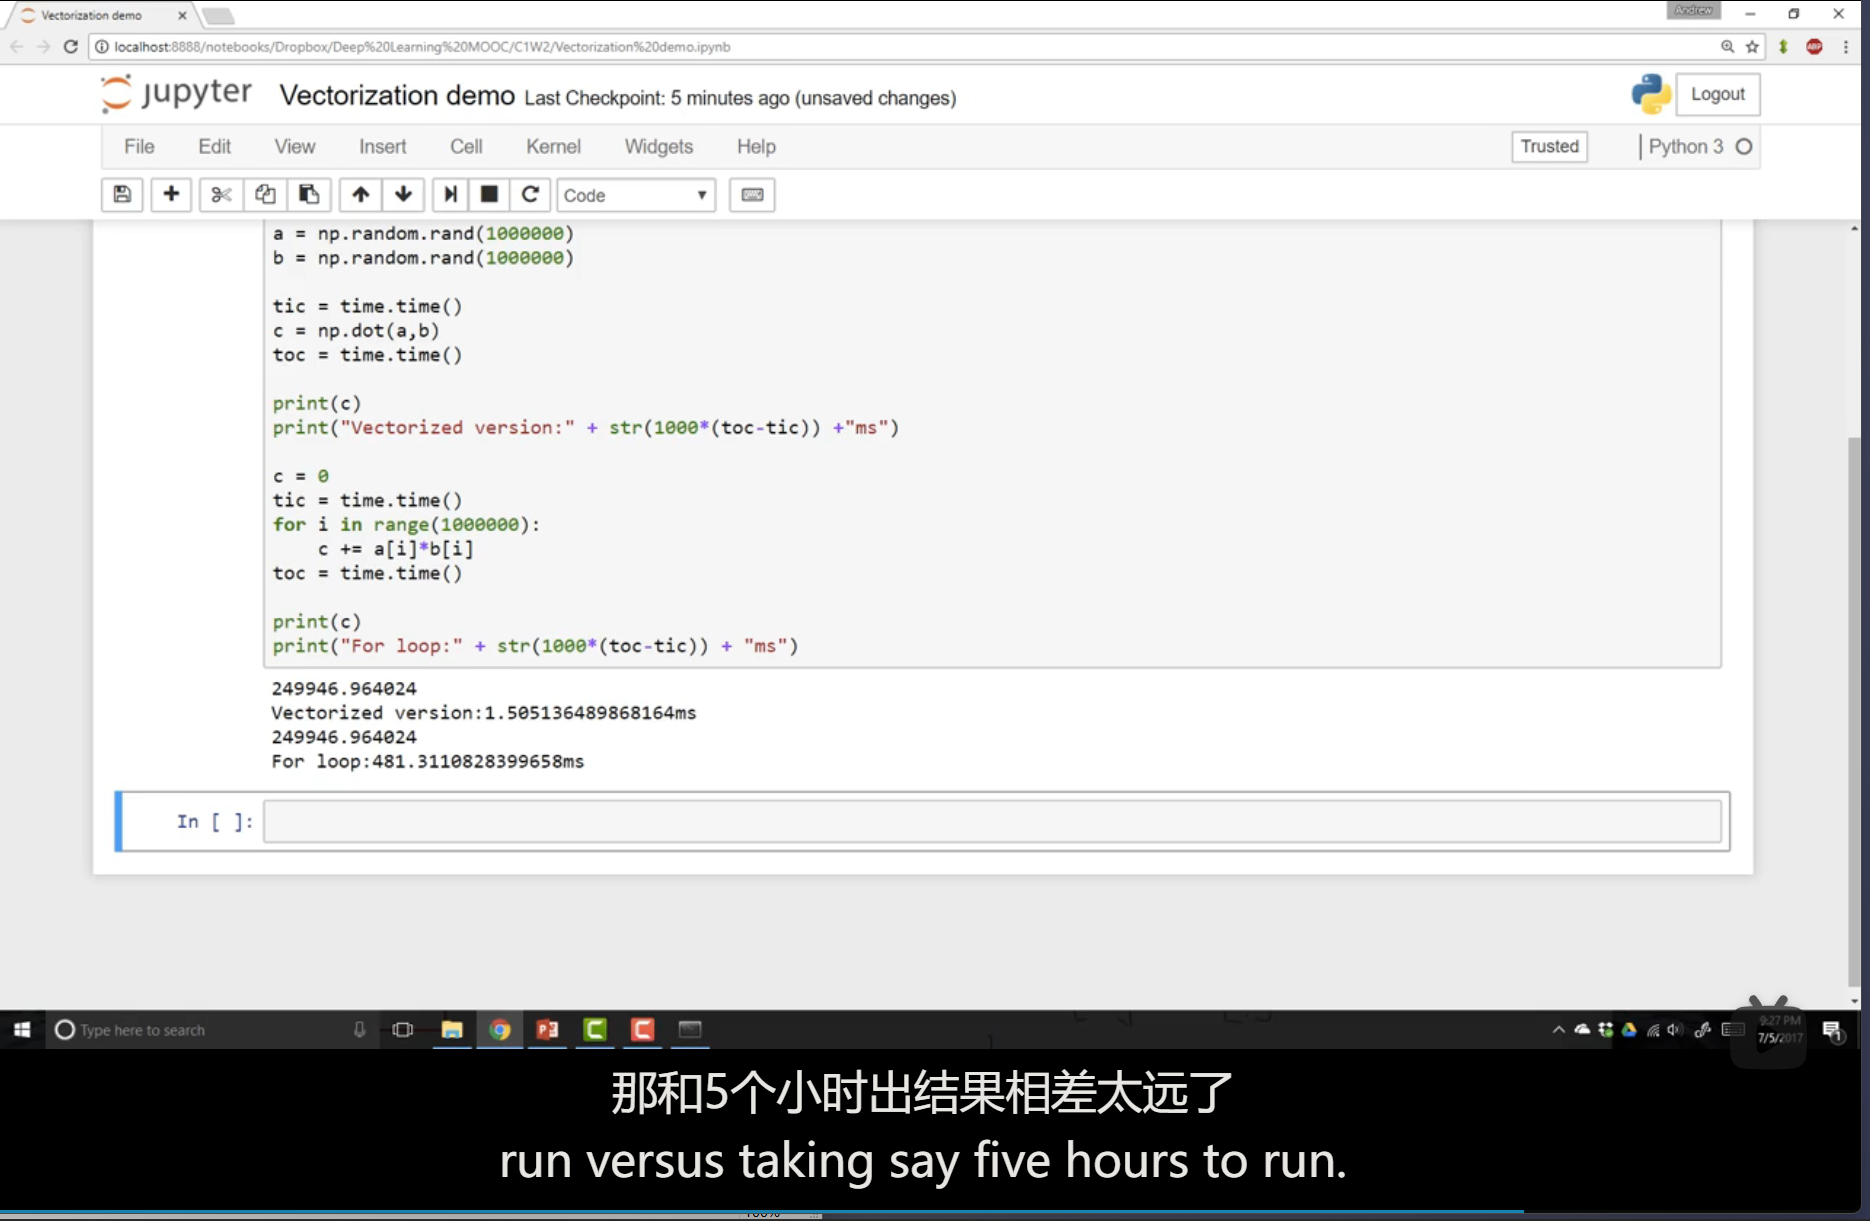 Vectorization demo
Andrew
localhost:8888/notebooks/Dropbox/Deep%20Learning%20MOOC/C1W2/Vectorization%20demo.ipynb
ABP
jupyter Vectorization demo Last Checkpoint: 5 minutes ago (unsaved changes)
Logout
File Edit View Insert Cell Kernel Widgets Help
Trusted
Python 3
Code
a = np.random.rand(1000000)
b = np.random.rand(1000000)
tic = time.time()
c = np.dot(a,b)
toc = time.time()
print(c)
print("Vectorized version:" + str(1000*(toc-tic)) +"ms")
c = 0
tic = time.time()
for i in range(1000000):
    c += a[i]*b[i]
toc = time.time()
print(c)
print("For loop:" + str(1000*(toc-tic)) + "ms")
249946.964024
Vectorized version:1.505136489868164ms
249946.964024
For loop:481.3110828399658ms
In [ ]:
Type here to search
9:27 PM
7/5/2017
1
那和5个小时出结果相差太远了
run versus taking say five hours to run.